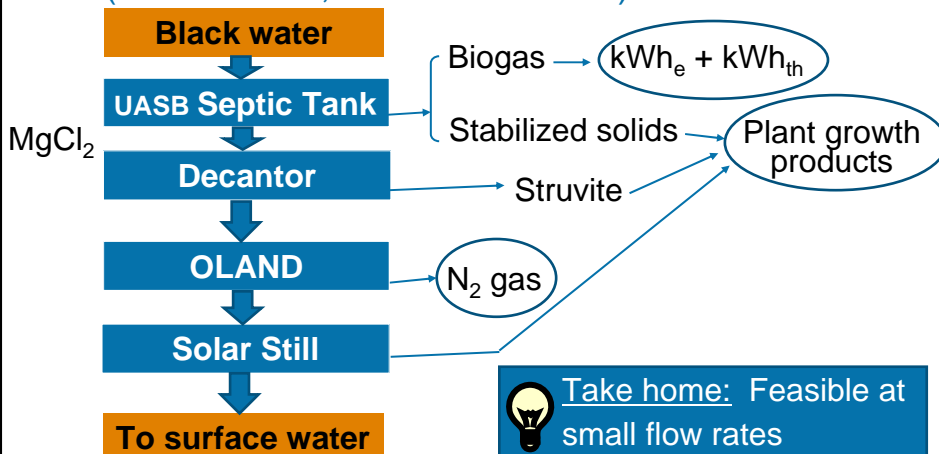 Black water
UASB Septic Tank
Biogas
kWhₑ + kWhₜₕ
MgCl₂
Stabilized solids
Plant growth
products
Decantor
Struvite
OLAND
N₂ gas
Solar Still
Take home: Feasible at
small flow rates
To surface water